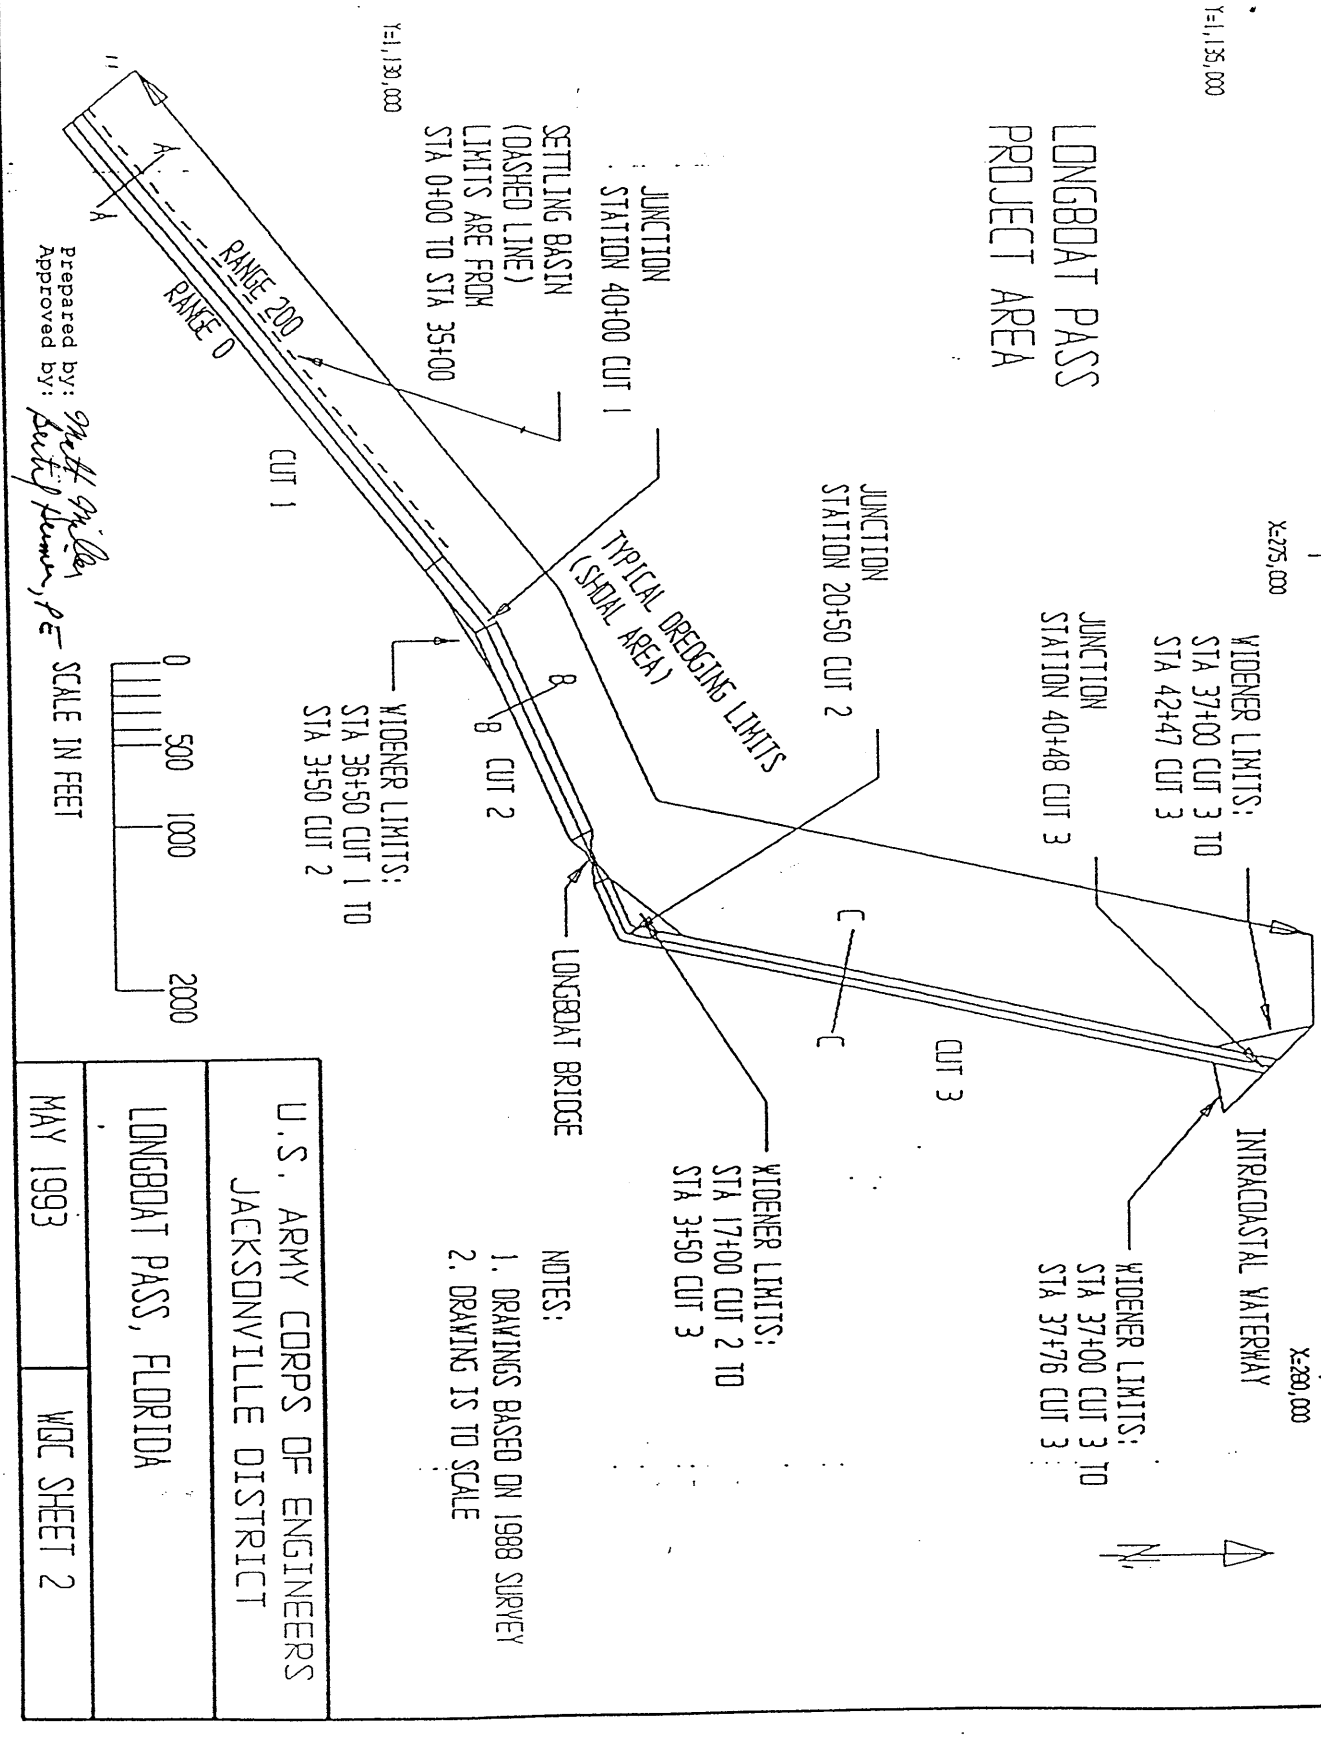 Y=1,135,000
X=275,000
X=280,000
LONGBOAT PASS
PROJECT AREA
WIDENER LIMITS:
STA 37+00 CUT 3 TO
STA 42+47 CUT 3
INTRACOASTAL WATERWAY
JUNCTION
STATION 40+48 CUT 3
WIDENER LIMITS:
STA 37+00 CUT 3 TO
STA 37+76 CUT 3
N
CUT 3
JUNCTION
STATION 20+50 CUT 2
C
C
TYPICAL DREDGING LIMITS
(SHOAL AREA)
WIDENER LIMITS:
STA 17+00 CUT 2 TO
STA 3+50 CUT 3
JUNCTION
STATION 40+00 CUT 1
SETTLING BASIN
(DASHED LINE)
LIMITS ARE FROM
STA 0+00 TO STA 35+00
Y=1,130,000
B
B
CUT 2
LONGBOAT BRIDGE
NOTES:
1. DRAWINGS BASED ON 1988 SURVEY
2. DRAWING IS TO SCALE
WIDENER LIMITS:
STA 36+50 CUT 1 TO
STA 3+50 CUT 2
RANGE 200
RANGE 0
CUT 1
A
A
0 500 1000 2000
SCALE IN FEET
Prepared by: Matt Miller
Approved by: , PE
U.S. ARMY CORPS OF ENGINEERS
JACKSONVILLE DISTRICT
LONGBOAT PASS, FLORIDA
MAY 1993
WQC SHEET 2